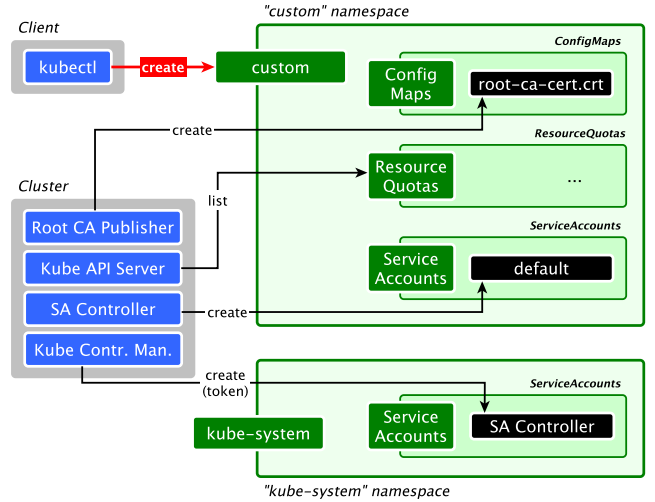 "custom" namespace
Client
ConfigMaps
kubectl
create
custom
Config
Maps
root-ca-cert.crt
create
ResourceQuotas
Resource
Quotas
...
Cluster
list
Root CA Publisher
ServiceAccounts
Kube API Server
Service
Accounts
default
SA Controller
create
Kube Contr. Man.
create
(token)
ServiceAccounts
kube-system
Service
Accounts
SA Controller
"kube-system" namespace